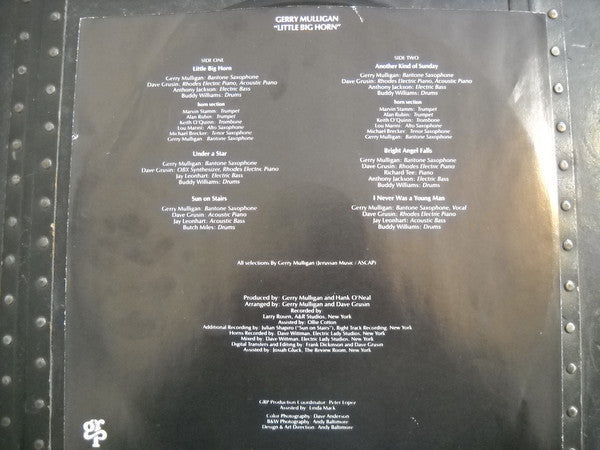 GERRY MULLIGAN
"LITTLE BIG HORN"
SIDE ONE
Little Big Horn
Gerry Mulligan: Baritone Saxophone
Dave Grusin: Rhodes Electric Piano, Acoustic Piano
Anthony Jackson: Electric Bass
Buddy Williams: Drums
horn section
Marvin Stamm: Trumpet
Alan Rubin: Trumpet
Keith O'Quinn: Trombone
Lou Marini: Alto Saxophone
Michael Brecker: Tenor Saxophone
Gerry Mulligan: Baritone Saxophone
Under a Star
Gerry Mulligan: Baritone Saxophone
Dave Grusin: OBX Synthesizer, Rhodes Electric Piano
Jay Leonhart: Electric Bass
Buddy Williams: Drums
Sun on Stairs
Gerry Mulligan: Baritone Saxophone
Dave Grusin: Acoustic Piano
Jay Leonhart: Acoustic Bass
Butch Miles: Drums
SIDE TWO
Another Kind of Sunday
Gerry Mulligan: Baritone Saxophone
Dave Grusin: Rhodes Electric Piano, Acoustic Piano
Anthony Jackson: Electric Bass
Buddy Williams: Drums
horn section
Marvin Stamm: Trumpet
Alan Rubin: Trumpet
Keith O'Quinn: Trombone
Lou Marini: Alto Saxophone
Michael Brecker: Tenor Saxophone
Gerry Mulligan: Baritone Saxophone
Bright Angel Falls
Gerry Mulligan: Baritone Saxophone
Dave Grusin: Rhodes Electric Piano
Richard Tee: Piano
Anthony Jackson: Electric Bass
Buddy Williams: Drums
I Never Was a Young Man
Gerry Mulligan: Baritone Saxophone, Vocal
Dave Grusin: Rhodes Electric Piano
Jay Leonhart: Electric Bass
Buddy Williams: Drums
All selections By Gerry Mulligan (Jerusian Music / ASCAP)
Produced by: Gerry Mulligan and Hank O'Neal
Arranged by: Gerry Mulligan and Dave Grusin
Recorded by
Larry Rosen, A&R Studios, New York
Assisted by: Ollie Cotton
Additional Recording by: Julian Shapiro ("Sun on Stairs"), Right Track Recording, New York
Horns Recorded by: Dave Wittman, Electric Lady Studios, New York
Mixed by: Dave Wittman, Electric Lady Studios, New York
Digital Transfers and Editing by: Frank Dickinson and Dave Grusin
Assisted by: Josiah Gluck, The Review Room, New York
GRP Production Coordinator: Peter Lopez
Assisted by: Linda Mack
Color Photography: Dave Anderson
B&W Photography: Andy Baltimore
Design & Art Direction: Andy Baltimore
grp